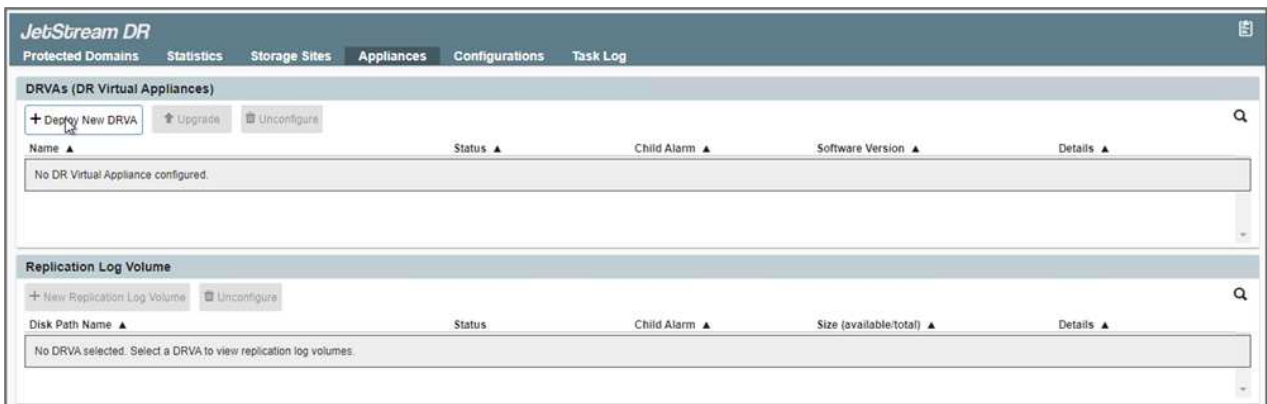 JetStream DR
Protected Domains Statistics Storage Sites Appliances Configurations Task Log
DRVAs (DR Virtual Appliances)
+ Deploy New DRVA Upgrade Unconfigure
Name ▲ Status ▲ Child Alarm ▲ Software Version ▲ Details ▲
No DR Virtual Appliance configured.
Replication Log Volume
+ New Replication Log Volume Unconfigure
Disk Path Name ▲ Status Child Alarm ▲ Size (available/total) ▲ Details ▲
No DRVA selected. Select a DRVA to view replication log volumes.